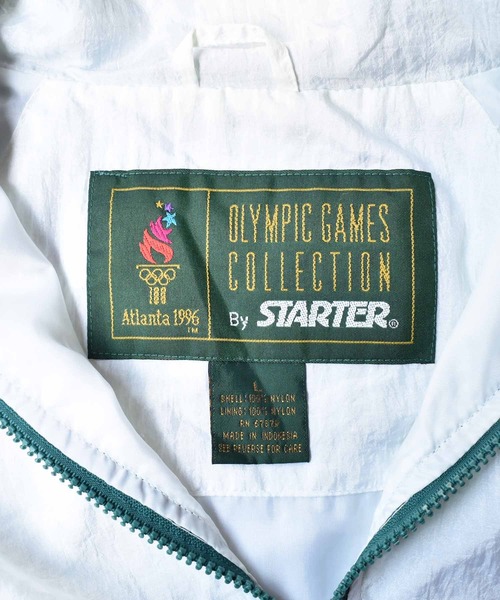 OLYMPIC GAMES
COLLECTION
By STARTER®
Atlanta 1996
TM
L
SHELL: 100% NYLON
LINING: 100% NYLON
RN
MADE IN INDONESIA
SEE REVERSE FOR CARE